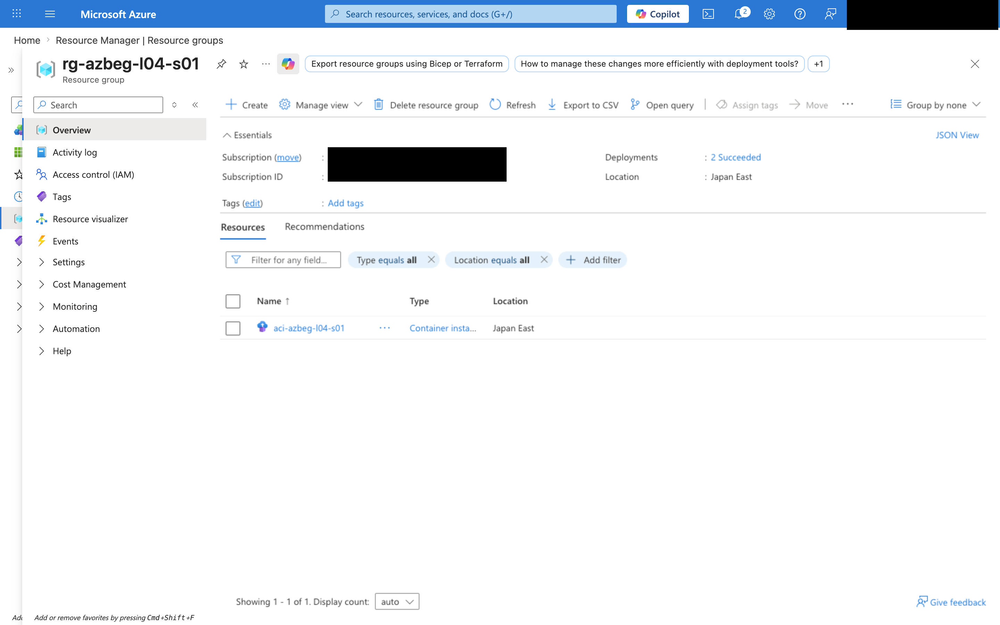 Microsoft Azure
Search resources, services, and docs (G+/)
Copilot
2
Home > Resource Manager | Resource groups
rg-azbeg-l04-s01
Resource group
Export resource groups using Bicep or Terraform
How to manage these changes more efficiently with deployment tools?
+1
Search
Overview
Activity log
Access control (IAM)
Tags
Resource visualizer
Events
Settings
Cost Management
Monitoring
Automation
Help
Create
Manage view
Delete resource group
Refresh
Export to CSV
Open query
Assign tags
Move
Group by none
Essentials
JSON View
Subscription (move) :
Deployments : 2 Succeeded
Subscription ID :
Location : Japan East
Tags (edit) : Add tags
Resources
Recommendations
Filter for any field...
Type equals all
Location equals all
Add filter
Name ↑ Type Location
aci-azbeg-l04-s01 ... Container insta... Japan East
Showing 1 - 1 of 1. Display count: auto
Give feedback
Add or remove favorites by pressing Cmd+Shift+F